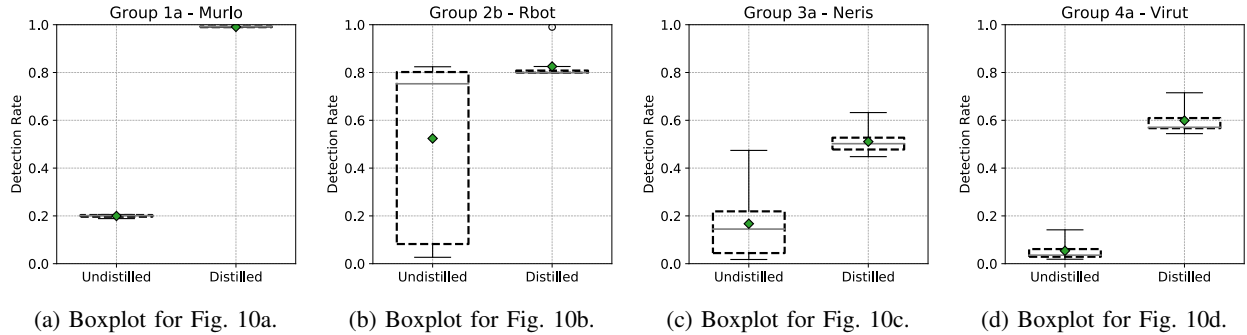 Group 1a - Murlo
Detection Rate
1.0
0.8
0.6
0.4
0.2
0.0
Undistilled
Distilled
(a) Boxplot for Fig. 10a.
Group 2b - Rbot
Detection Rate
1.0
0.8
0.6
0.4
0.2
0.0
Undistilled
Distilled
(b) Boxplot for Fig. 10b.
Group 3a - Neris
Detection Rate
1.0
0.8
0.6
0.4
0.2
0.0
Undistilled
Distilled
(c) Boxplot for Fig. 10c.
Group 4a - Virut
Detection Rate
1.0
0.8
0.6
0.4
0.2
0.0
Undistilled
Distilled
(d) Boxplot for Fig. 10d.